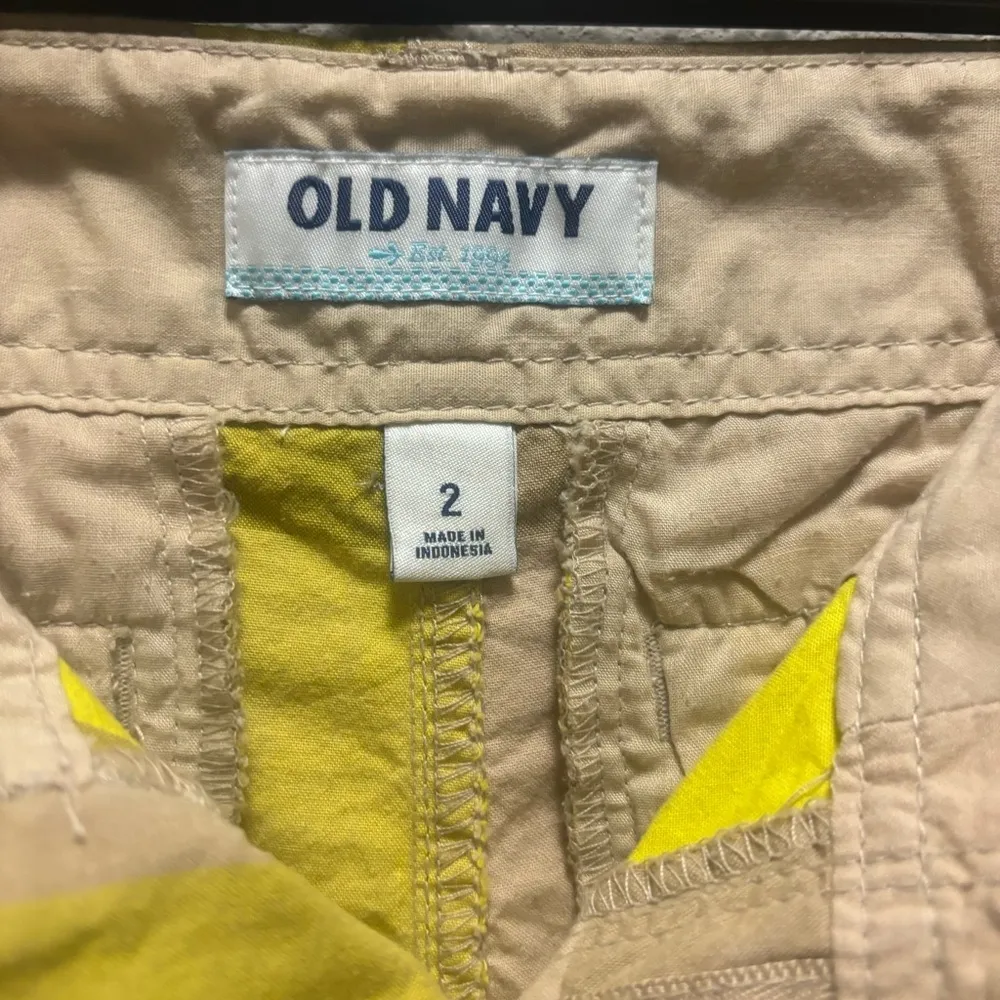 OLD NAVY
Est. 1994
2
MADE IN
INDONESIA